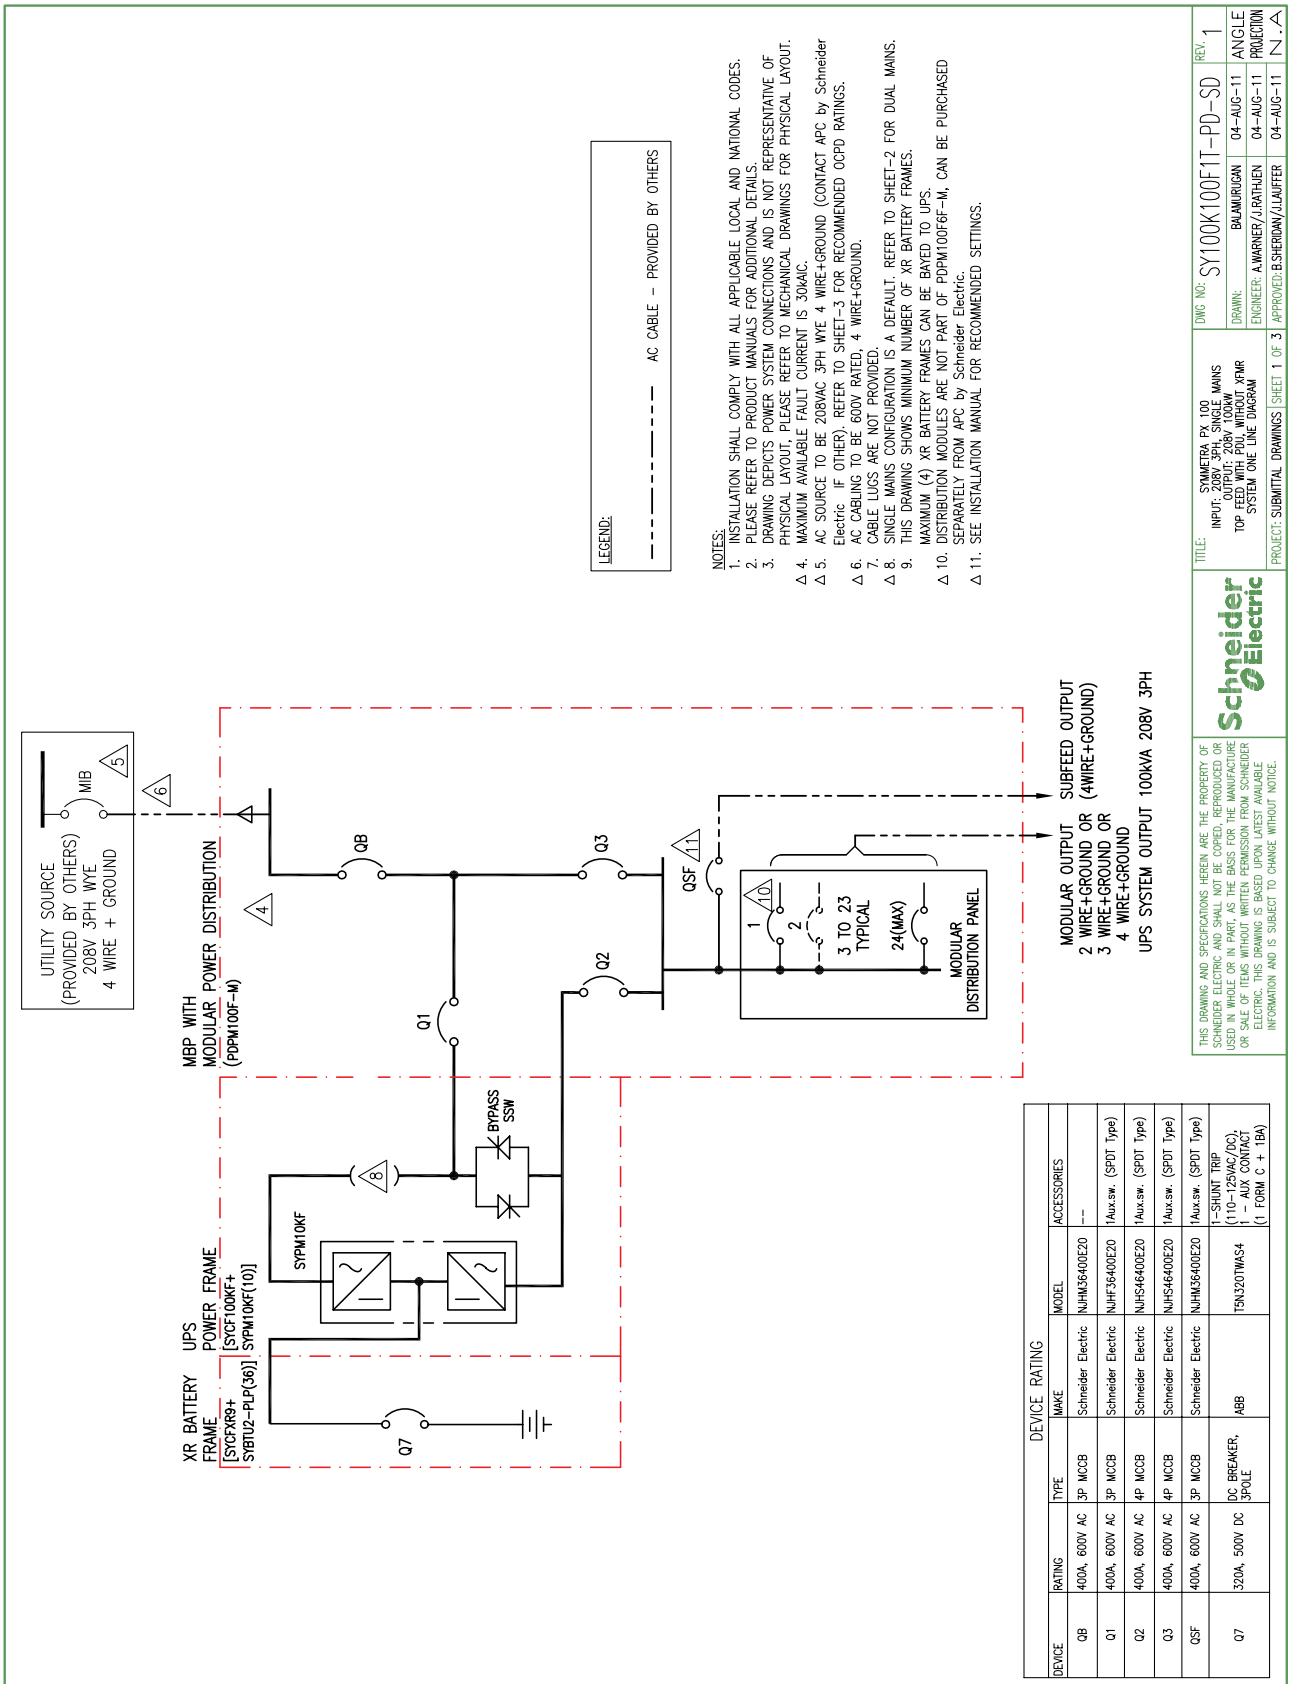 UTILITY SOURCE
(PROVIDED BY OTHERS)
208V 3PH WYE
4 WIRE + GROUND
MIB
5
6
4
MBP WITH
MODULAR POWER DISTRIBUTION
(PDPM100F-M)
UPS
POWER FRAME
[SYCF100KF+
SYPM10KF(10)]
XR BATTERY
FRAME
[SYCFXR9+
SYBTU2-PLP(36)]
SYPM10KF
8
BYPASS
SSW
Q7
Q1
QB
Q2
Q3
QSF
11
10
1
2
3 TO 23
TYPICAL
24(MAX)
MODULAR
DISTRIBUTION PANEL
MODULAR OUTPUT
2 WIRE+GROUND OR
3 WIRE+GROUND OR
4 WIRE+GROUND
SUBFEED OUTPUT
(4WIRE+GROUND)
UPS SYSTEM OUTPUT 100kVA 208V 3PH
LEGEND:
AC CABLE – PROVIDED BY OTHERS
NOTES:
1. INSTALLATION SHALL COMPLY WITH ALL APPLICABLE LOCAL AND NATIONAL CODES.
2. PLEASE REFER TO PRODUCT MANUALS FOR ADDITIONAL DETAILS.
3. DRAWING DEPICTS POWER SYSTEM CONNECTIONS AND IS NOT REPRESENTATIVE OF
PHYSICAL LAYOUT, PLEASE REFER TO MECHANICAL DRAWINGS FOR PHYSICAL LAYOUT.
Δ 4. MAXIMUM AVAILABLE FAULT CURRENT IS 30kAIC.
Δ 5. AC SOURCE TO BE 208VAC 3PH WYE 4 WIRE+GROUND (CONTACT APC by Schneider
Electric IF OTHER). REFER TO SHEET-3 FOR RECOMMENDED OCPD RATINGS.
Δ 6. AC CABLING TO BE 600V RATED, 4 WIRE+GROUND.
7. CABLE LUGS ARE NOT PROVIDED.
Δ 8. SINGLE MAINS CONFIGURATION IS A DEFAULT. REFER TO SHEET-2 FOR DUAL MAINS.
9. THIS DRAWING SHOWS MINIMUM NUMBER OF XR BATTERY FRAMES.
MAXIMUM (4) XR BATTERY FRAMES CAN BE BAYED TO UPS.
Δ 10. DISTRIBUTION MODULES ARE NOT PART OF PDPM100F6F-M, CAN BE PURCHASED
SEPARATELY FROM APC by Schneider Electric.
Δ 11. SEE INSTALLATION MANUAL FOR RECOMMENDED SETTINGS.
DEVICE RATING
DEVICE RATING TYPE MAKE MODEL ACCESSORIES
QB 400A, 600V AC 3P MCCB Schneider Electric NJHM36400E20 --
Q1 400A, 600V AC 3P MCCB Schneider Electric NJHF36400E20 1Aux.sw. (SPDT Type)
Q2 400A, 600V AC 4P MCCB Schneider Electric NJHS46400E20 1Aux.sw. (SPDT Type)
Q3 400A, 600V AC 4P MCCB Schneider Electric NJHS46400E20 1Aux.sw. (SPDT Type)
QSF 400A, 600V AC 3P MCCB Schneider Electric NJHM36400E20 1Aux.sw. (SPDT Type)
Q7 320A, 500V DC DC BREAKER, 3POLE ABB T5N320TWAS4 1-SHUNT TRIP
(110-125VAC/DC),
1 - AUX CONTACT
(1 FORM C + 1BA)
THIS DRAWING AND SPECIFICATIONS HEREIN ARE THE PROPERTY OF
SCHNEIDER ELECTRIC AND SHALL NOT BE COPIED, REPRODUCED OR
USED IN WHOLE OR IN PART, AS THE BASIS FOR THE MANUFACTURE
OR SALE OF ITEMS WITHOUT WRITTEN PERMISSION FROM SCHNEIDER
ELECTRIC. THIS DRAWING IS BASED UPON LATEST AVAILABLE
INFORMATION AND IS SUBJECT TO CHANGE WITHOUT NOTICE.
Schneider
Electric
TITLE: SYMMETRA PX 100
INPUT: 208V 3PH, SINGLE MAINS
OUTPUT: 208V 100kW
TOP FEED WITH PDU, WITHOUT XFMR
SYSTEM ONE LINE DIAGRAM
PROJECT: SUBMITTAL DRAWINGS SHEET 1 OF 3
DWG NO: SY100K100F1T-PD-SD REV. 1
DRAWN: BALAMURUGAN 04-AUG-11
ENGINEER: A.WARNER/J.RATHJEN 04-AUG-11
APPROVED: B.SHERIDAN/J.LAUFFER 04-AUG-11
ANGLE
PROJECTION
N.A